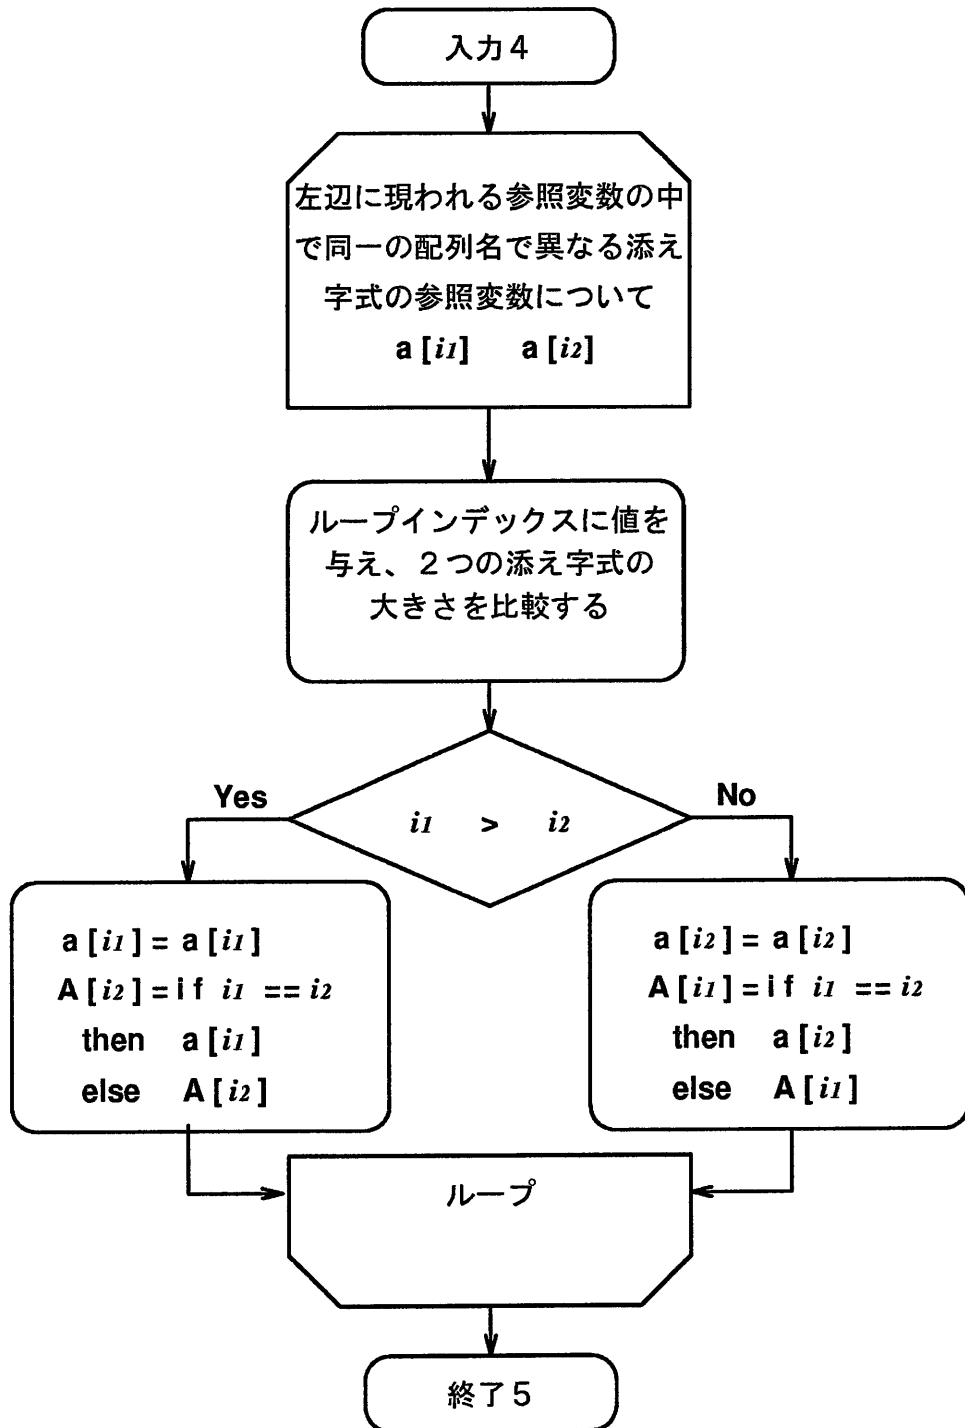 入力4
左辺に現われる参照変数の中
で同一の配列名で異なる添え
字式の参照変数について
a[i1] a[i2]
ループインデックスに値を
与え、2つの添え字式の
大きさを比較する
Yes
i1 > i2
No
a[i1]=a[i1]
A[i2]=if i1 == i2
then a[i1]
else A[i2]
a[i2]=a[i2]
A[i1]=if i1 == i2
then a[i2]
else A[i1]
ループ
終了5